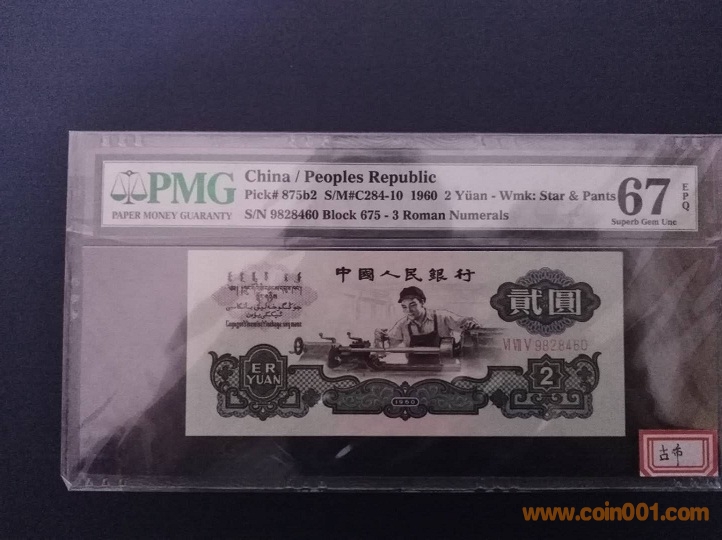 PMG
PAPER MONEY GUARANTY
China / Peoples Republic
Pick# 875b2 S/M#C284-10 1960 2 Yüan - Wmk: Star & Pants
S/N 9828460 Block 675 - 3 Roman Numerals
67 EPQ
Superb Gem Unc
中國人民銀行
貳圓
VI VII V 9828460
ER
YUAN
1960
2
古币
www.coin001.com